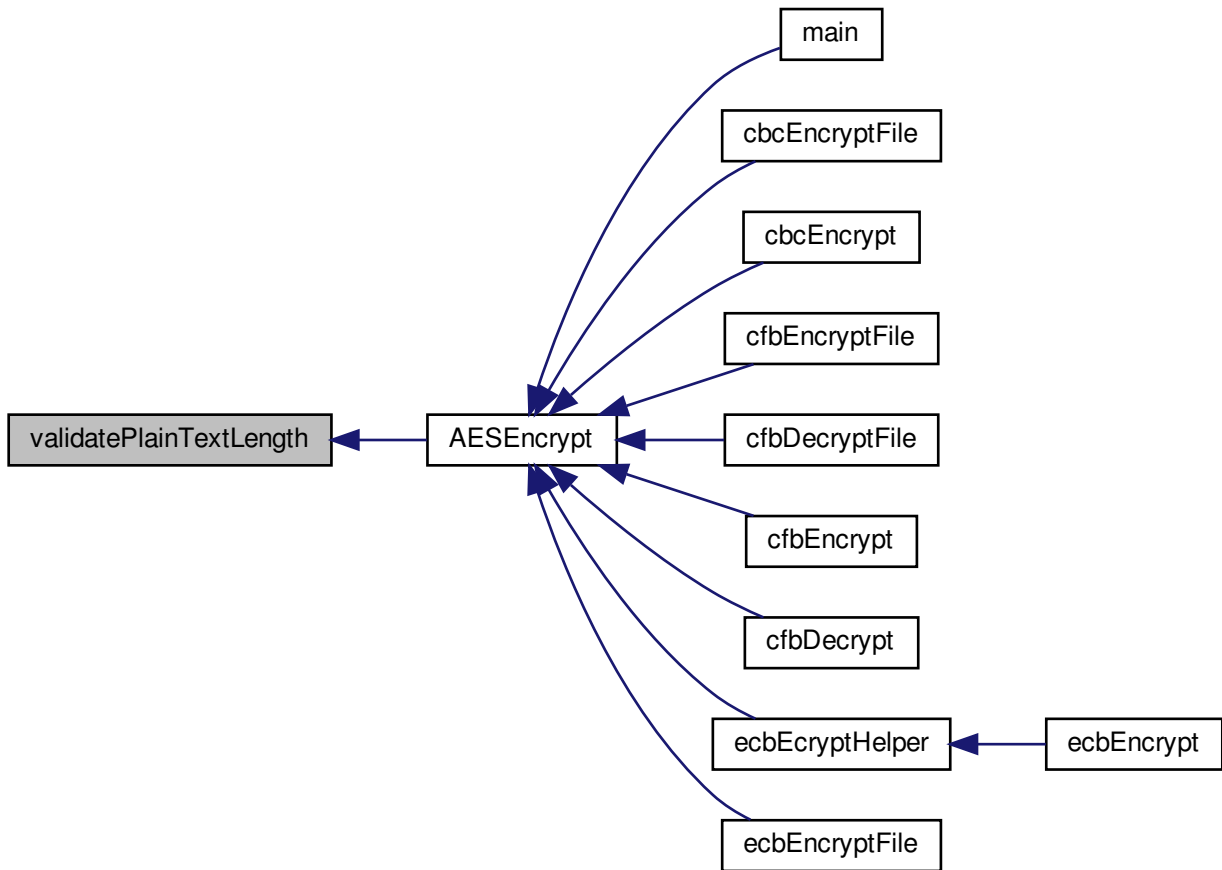 main
cbcEncryptFile
cbcEncrypt
cfbEncryptFile
validatePlainTextLength
AESEncrypt
cfbDecryptFile
cfbEncrypt
cfbDecrypt
ecbEcryptHelper
ecbEncrypt
ecbEncryptFile